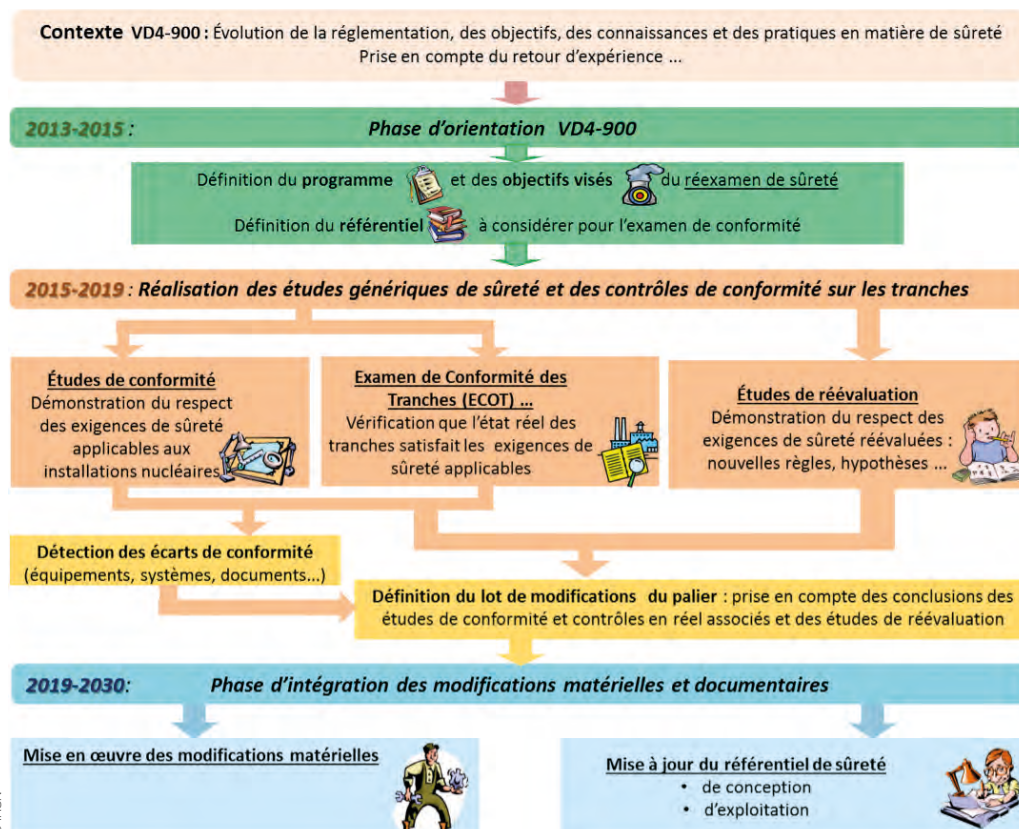 Contexte VD4-900 : Évolution de la réglementation, des objectifs, des connaissances et des pratiques en matière de sûreté
Prise en compte du retour d'expérience ...
2013-2015 : Phase d'orientation VD4-900
Définition du programme et des objectifs visés du réexamen de sûreté
Définition du référentiel à considérer pour l'examen de conformité
2015-2019 : Réalisation des études génériques de sûreté et des contrôles de conformité sur les tranches
Études de conformité
Démonstration du respect
des exigences de sûreté
applicables aux
installations nucléaires
Examen de Conformité des
Tranches (ECOT) ...
Vérification que l'état réel des
tranches satisfait les exigences de
sûreté applicables
Études de réévaluation
Démonstration du respect des
exigences de sûreté réévaluées :
nouvelles règles, hypothèses ...
Détection des écarts de conformité
(équipements, systèmes, documents...)
Définition du lot de modifications du palier : prise en compte des conclusions des
études de conformité et contrôles en réel associés et des études de réévaluation
2019-2030: Phase d'intégration des modifications matérielles et documentaires
Mise en œuvre des modifications matérielles
Mise à jour du référentiel de sûreté
• de conception
• d'exploitation